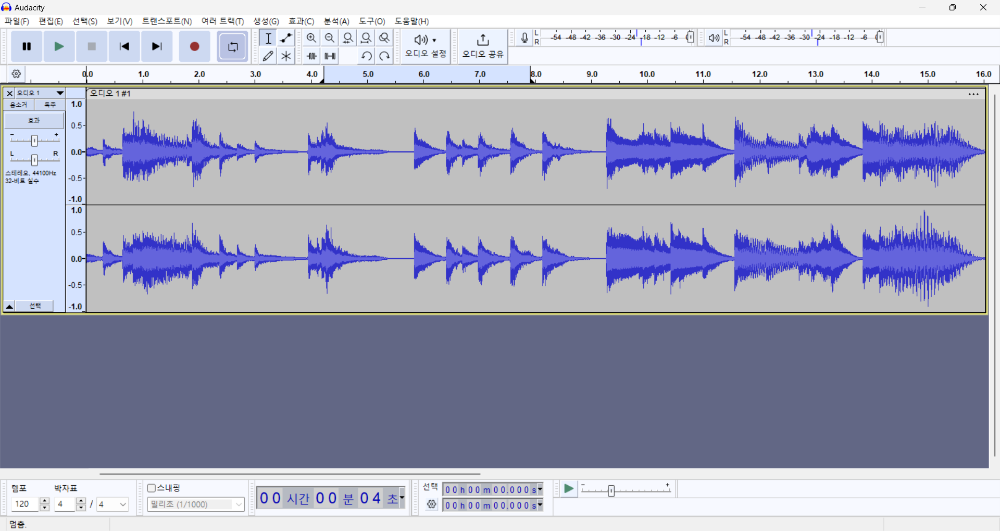 Audacity
파일(F) 편집(E) 선택(S) 보기(V) 트랜스포트(N) 여러 트랙(T) 생성(G) 효과(C) 분석(A) 도구(O) 도움말(H)
오디오 설정
오디오 공유
L
R
-54 -48 -42 -36 -30 -24 -18 -12 -6 0
L
R
-54 -48 -42 -36 -30 -24 -18 -12 -6 0
0.0 1.0 2.0 3.0 4.0 5.0 6.0 7.0 8.0 9.0 10.0 11.0 12.0 13.0 14.0 15.0 16.0
오디오 1
오디오 1 #1
음소거 독주
효과
- +
L R
스테레오, 44100Hz
32-비트 실수
선택
1.0
0.5
0.0
-0.5
-1.0
1.0
0.5
0.0
-0.5
-1.0
템포
120
박자표
4 / 4
스내핑
밀리초 (1/1000)
00 시간 00 분 04 초
선택
00 h 00 m 00.000 s
00 h 00 m 00.000 s
- +
멈춤.